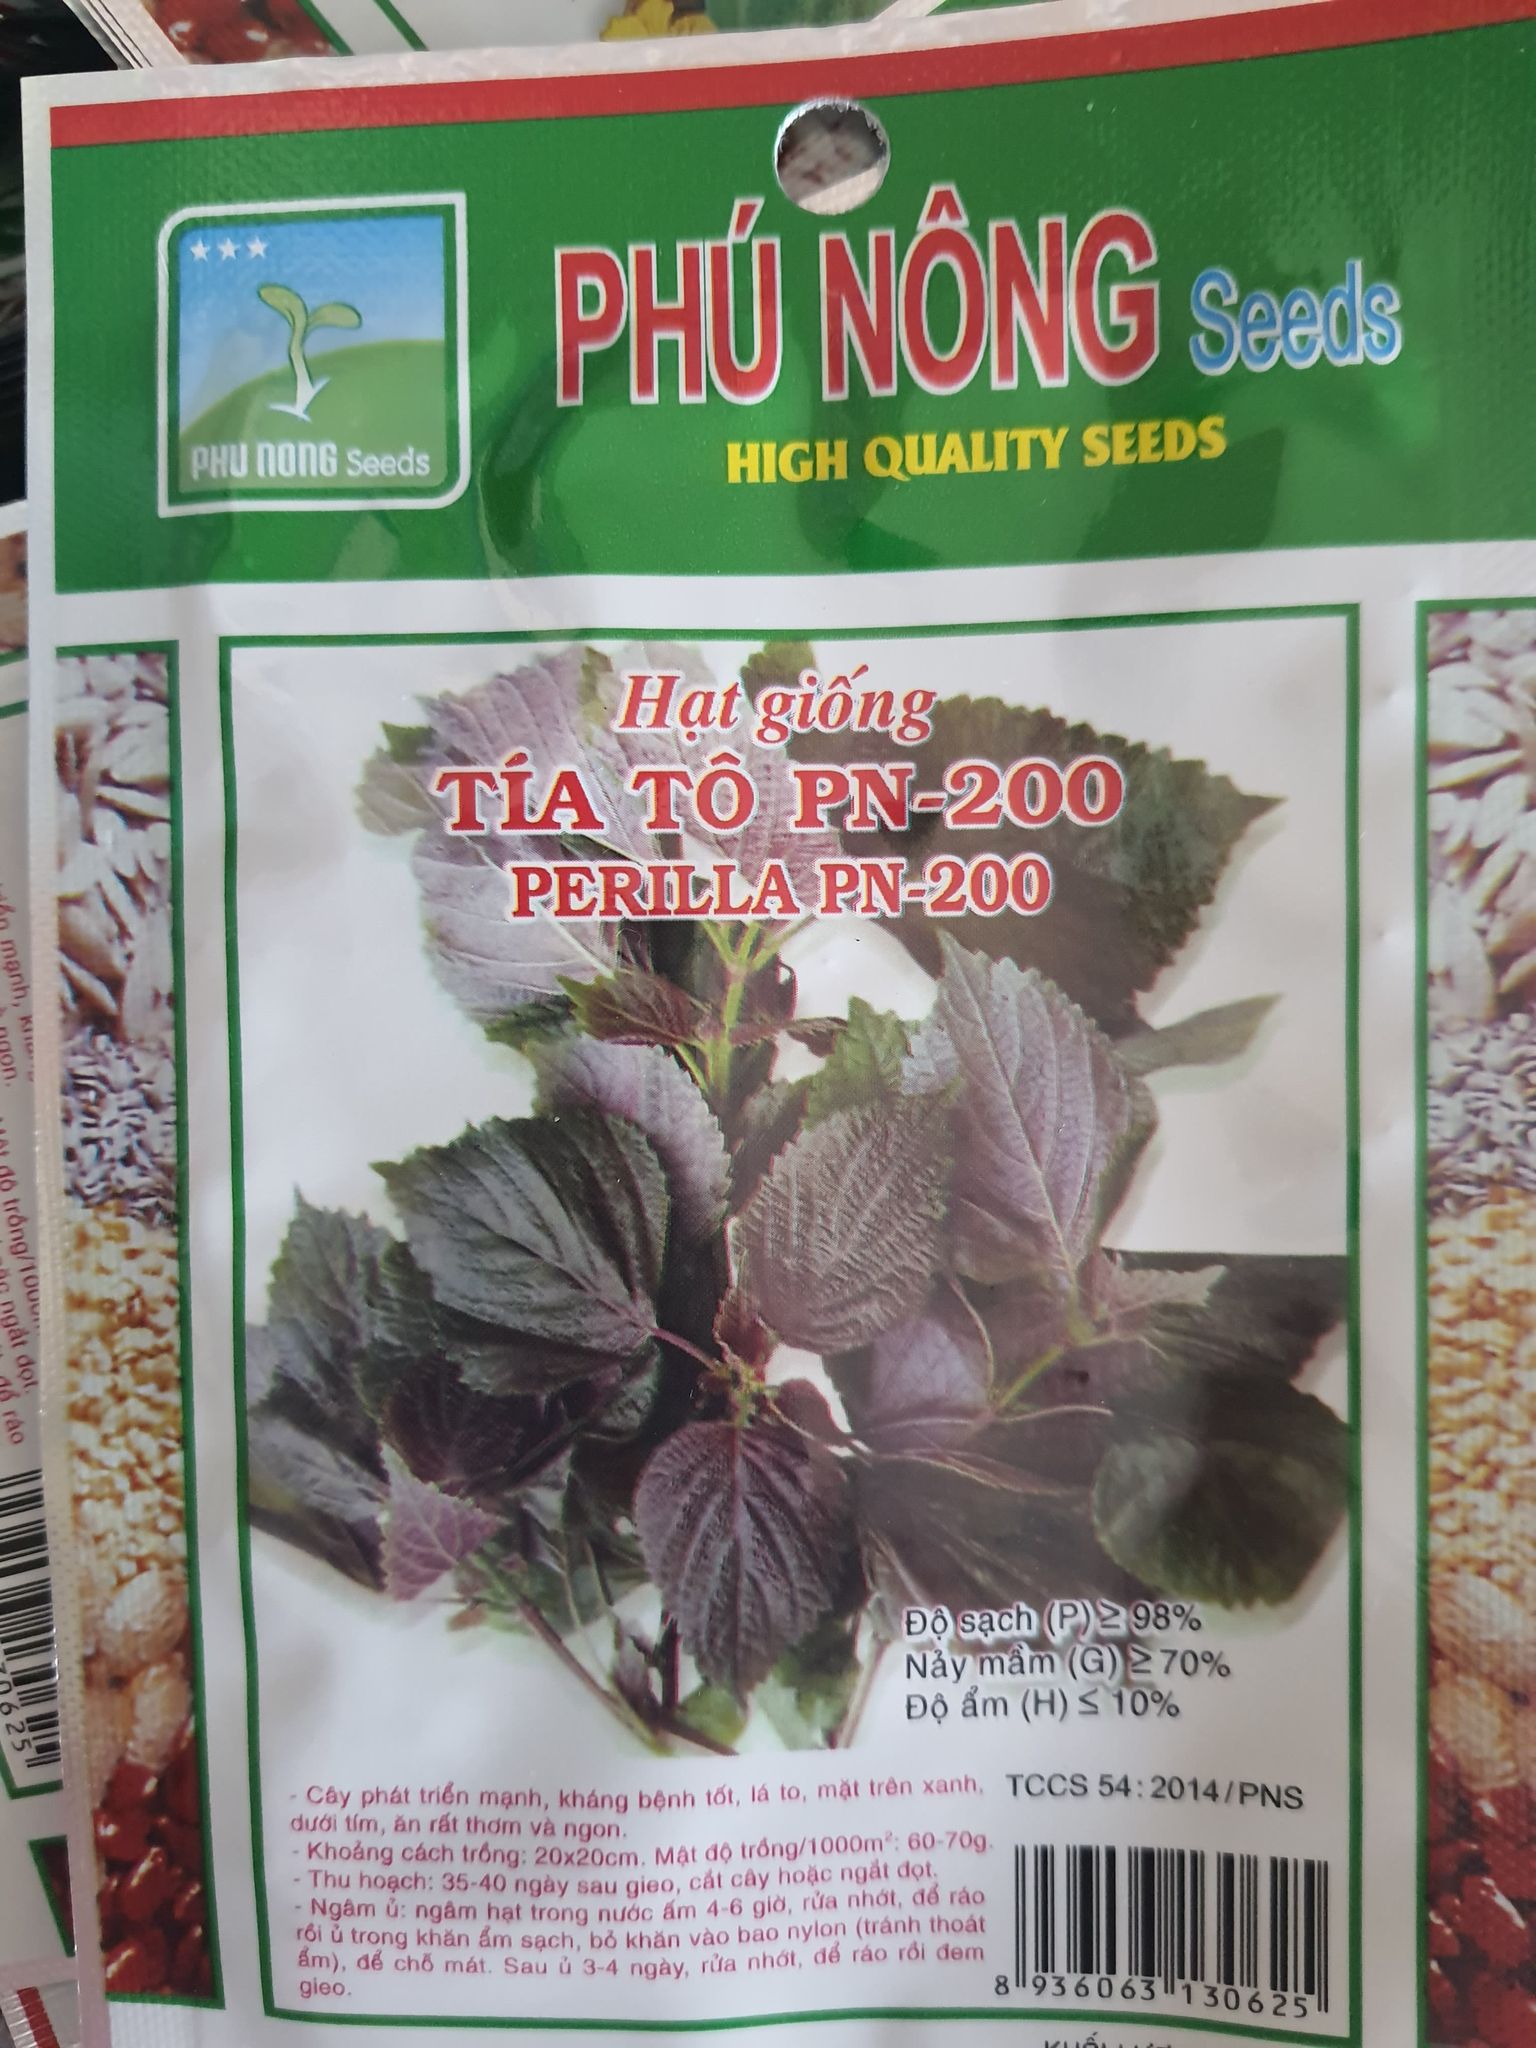 PHU NONG Seeds
PHÚ NÔNG Seeds
HIGH QUALITY SEEDS
Hạt giống
TÍA TÔ PN-200
PERILLA PN-200
Độ sạch (P) ≥ 98%
Nảy mầm (G) ≥ 70%
Độ ẩm (H) ≤ 10%
TCCS 54 : 2014/PNS
- Cây phát triển mạnh, kháng bệnh tốt, lá to, mặt trên xanh,
dưới tím, ăn rất thơm và ngon.
- Khoảng cách trồng: 20x20cm. Mật độ trồng/1000m²: 60-70g.
- Thu hoạch: 35-40 ngày sau gieo, cắt cây hoặc ngắt đọt.
- Ngâm ủ: ngâm hạt trong nước ấm 4-6 giờ, rửa nhớt, để ráo
rồi ủ trong khăn ẩm sạch, bỏ khăn vào bao nylon (tránh thoát
ẩm), để chỗ mát. Sau ủ 3-4 ngày, rửa nhớt, để ráo rồi đem
gieo.
8 936063 130625